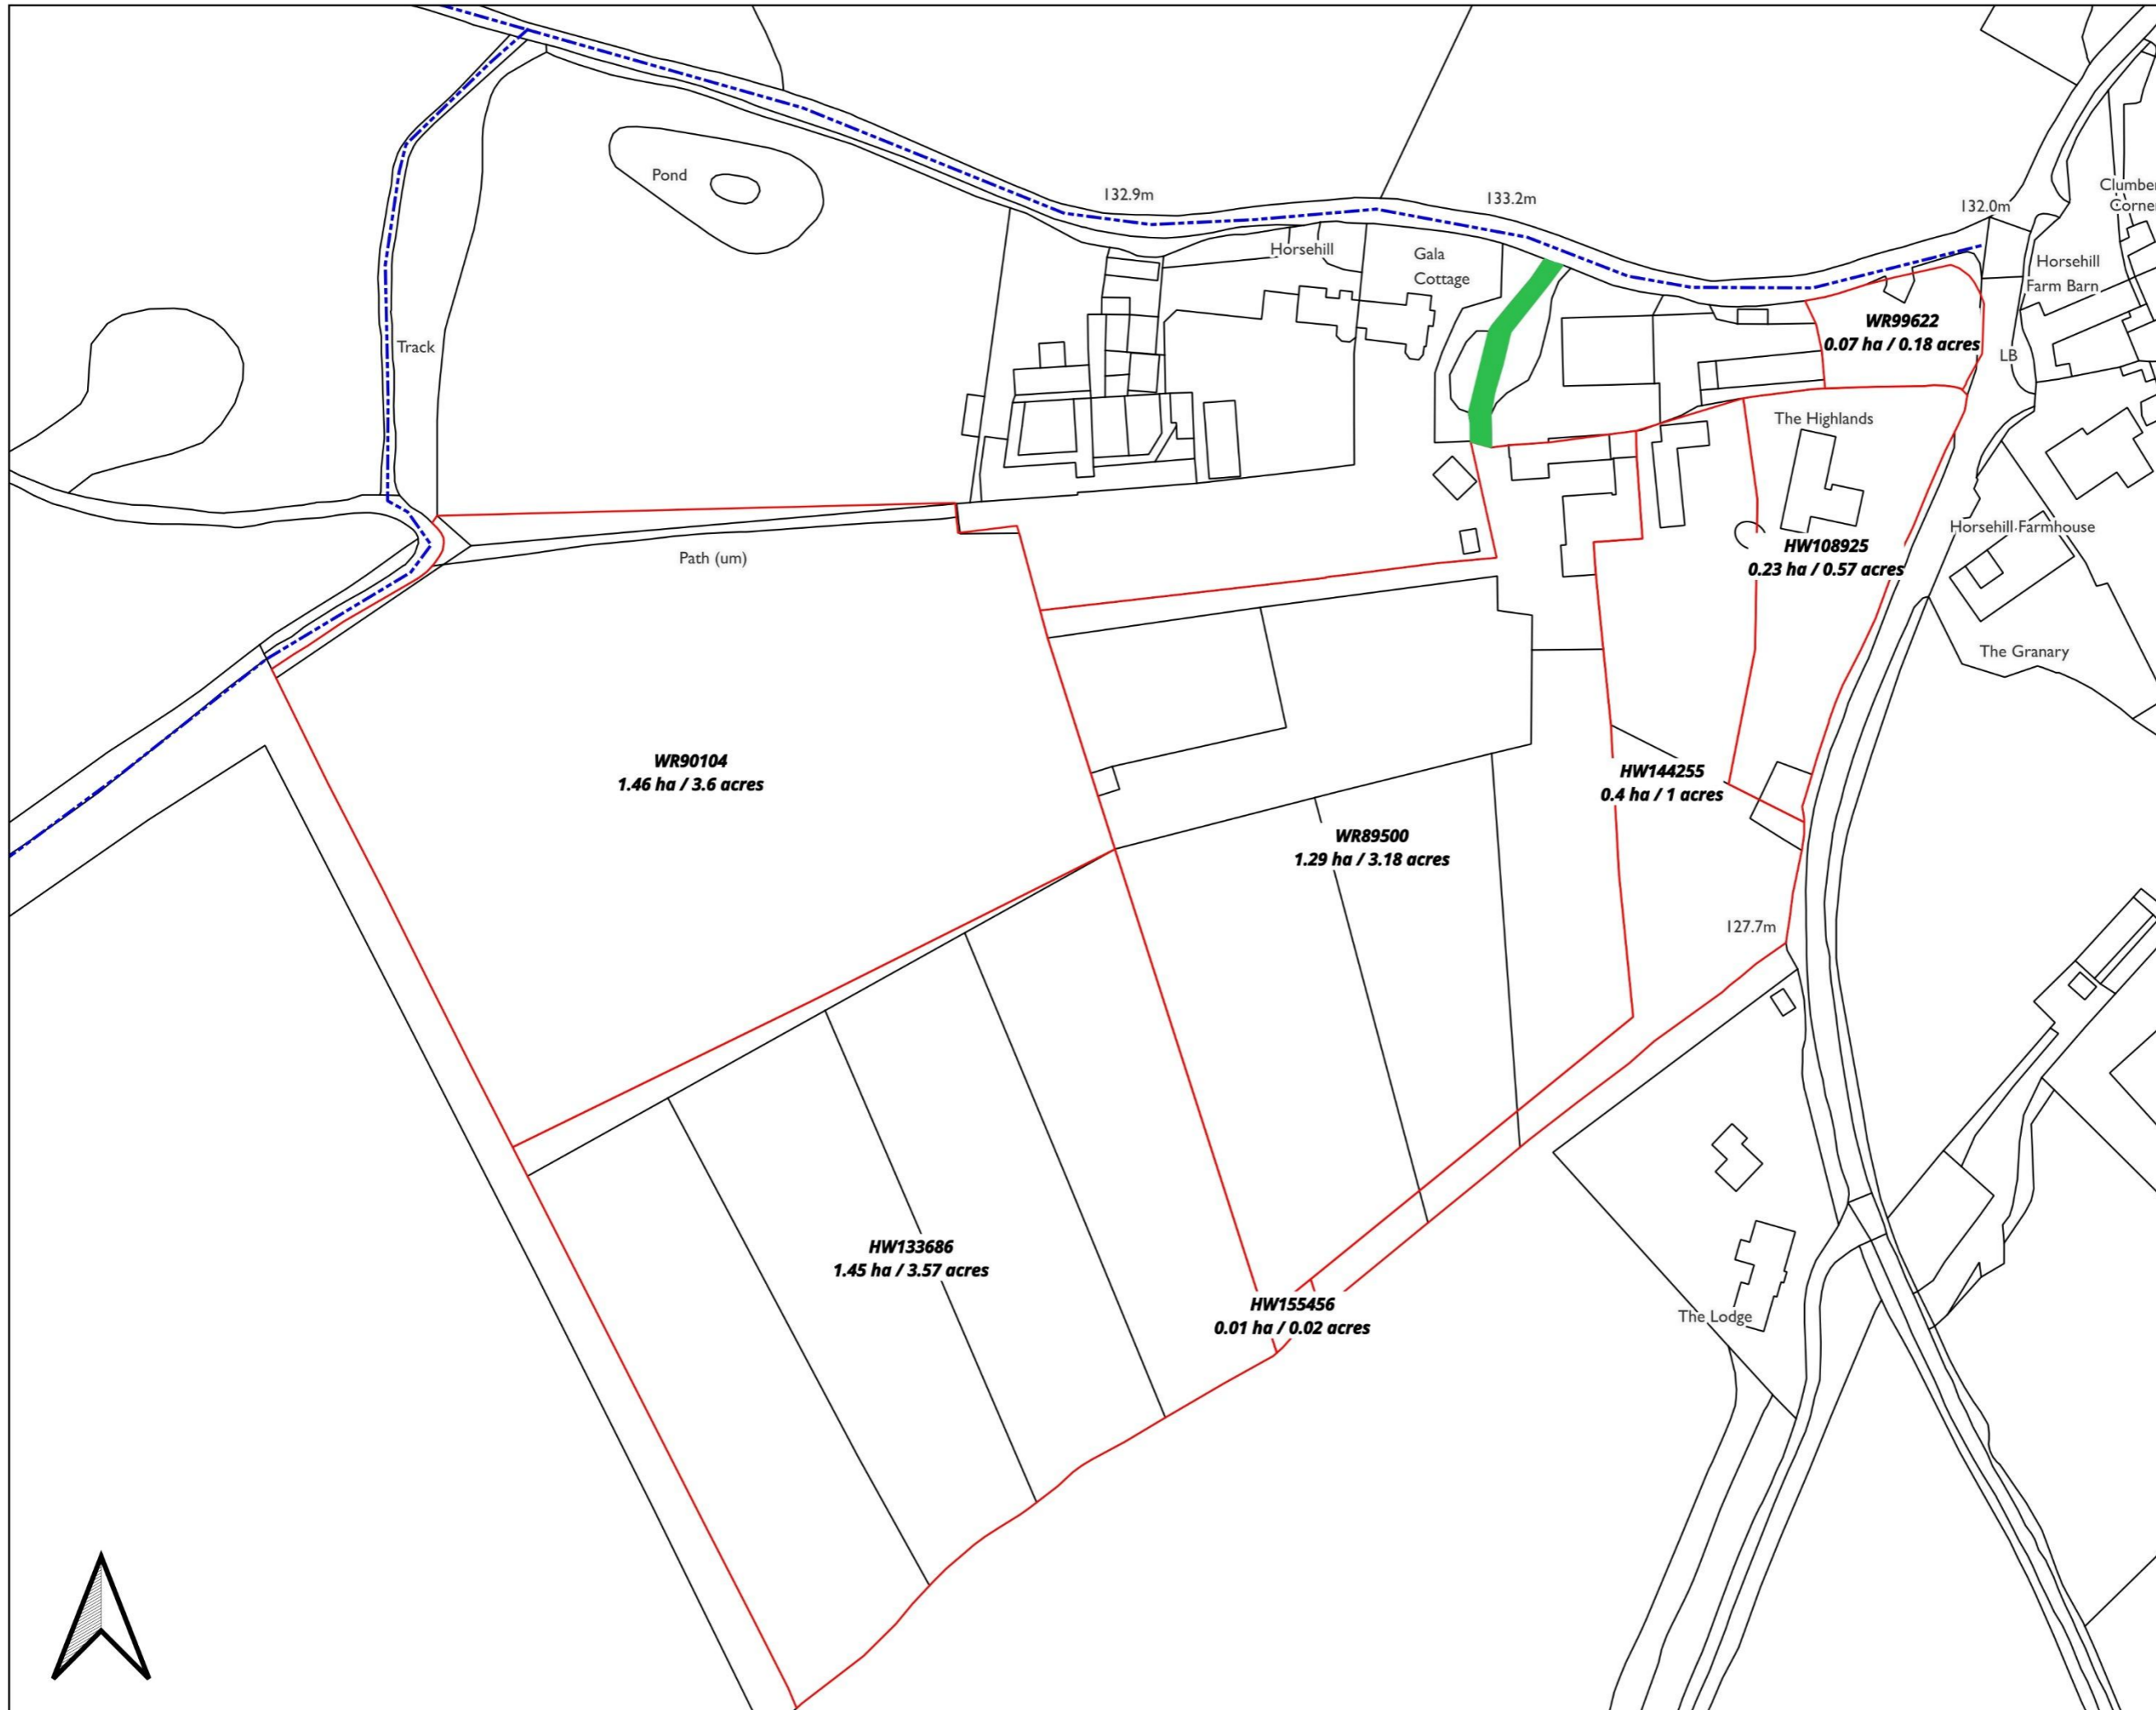 132.9m
133.2m
132.0m
Pond
Horsehill
Gala
Cottage
Horsehill
Farm Barn
WR99622
0.07 ha / 0.18 acres
LB
Track
The Highlands
Path (um)
Horsehill Farmhouse
HW108925
0.23 ha / 0.57 acres
The Granary
WR90104
1.46 ha / 3.6 acres
HW144255
0.4 ha / 1 acres
WR89500
1.29 ha / 3.18 acres
127.7m
HW133686
1.45 ha / 3.57 acres
HW155456
0.01 ha / 0.02 acres
The Lodge